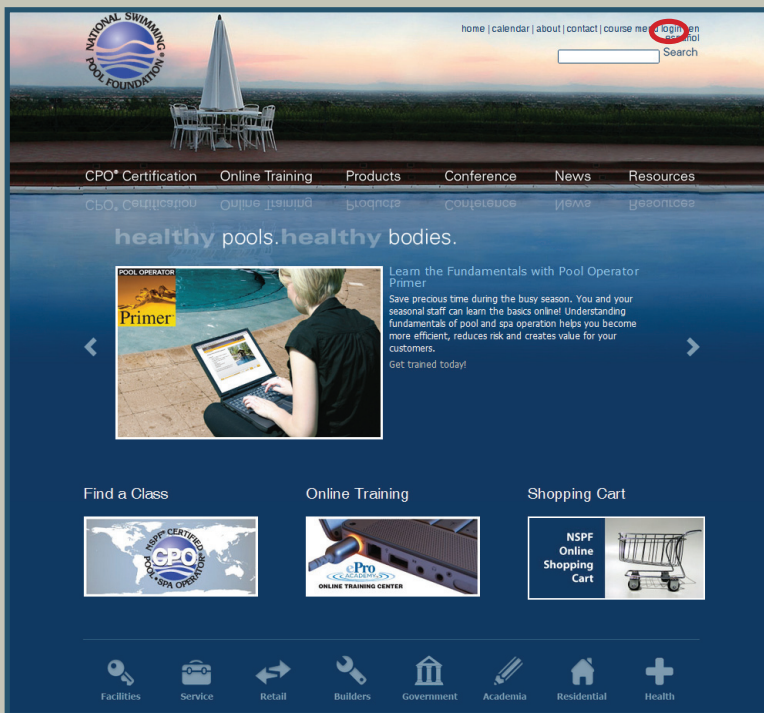 NATIONAL SWIMMING
POOL FOUNDATION
home | calendar | about | contact | course menu login en
español
Search
CPO® Certification Online Training Products Conference News Resources
healthy pools.healthy bodies.
POOL OPERATOR
Primer
Learn the Fundamentals with Pool Operator
Primer
Save precious time during the busy season. You and your
seasonal staff can learn the basics online! Understanding
fundamentals of pool and spa operation helps you become
more efficient, reduces risk and creates value for your
customers.
Get trained today!
Find a Class Online Training Shopping Cart
NSPF CERTIFIED
CPO
POOL • SPA OPERATOR
ePro
ACADEMY
ONLINE TRAINING CENTER
NSPF
Online
Shopping
Cart
Facilities Service Retail Builders Government Academia Residential Health